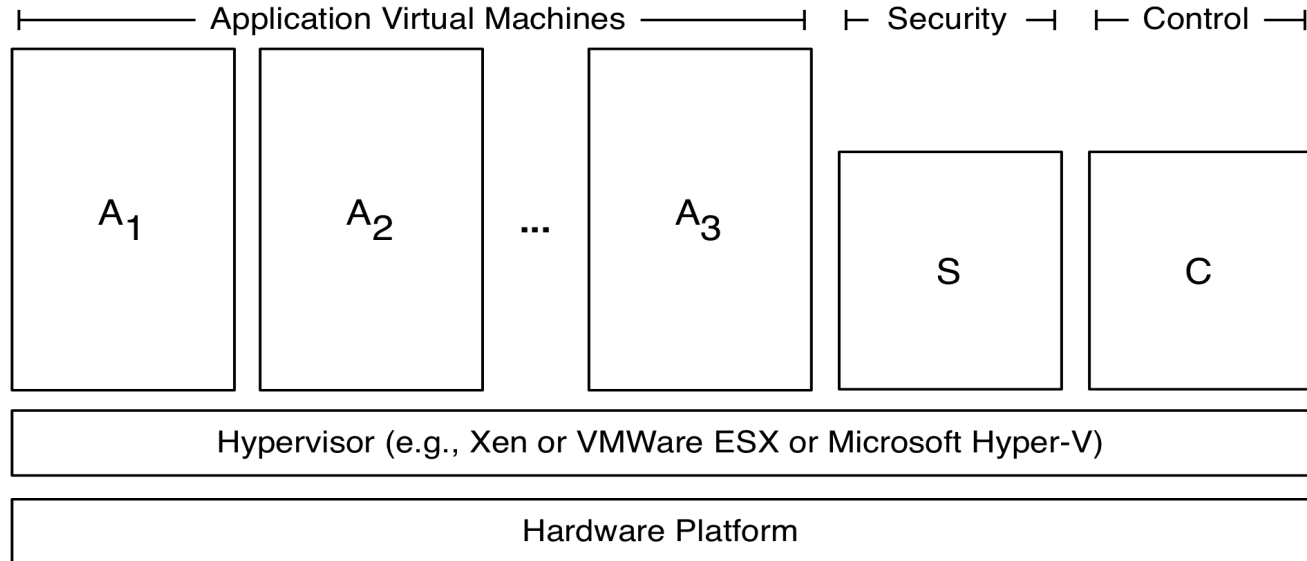 Application Virtual Machines
Security
Control
A1
A2
...
A3
S
C
Hypervisor (e.g., Xen or VMWare ESX or Microsoft Hyper-V)
Hardware Platform